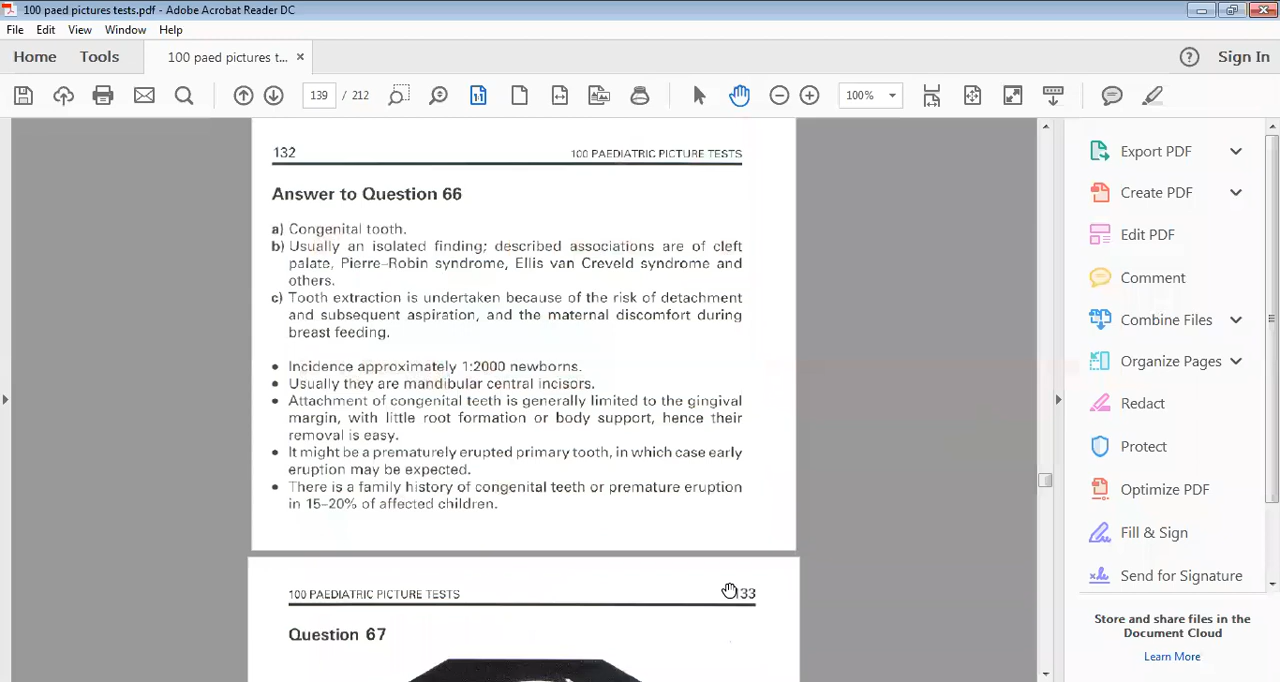 100 paed pictures tests.pdf - Adobe Acrobat Reader DC
File Edit View Window Help
Home Tools 100 paed pictures t... × ? Sign In
139 / 212 100%
132 100 PAEDIATRIC PICTURE TESTS
Answer to Question 66
a) Congenital tooth.
b) Usually an isolated finding; described associations are of cleft
palate, Pierre–Robin syndrome, Ellis van Creveld syndrome and
others.
c) Tooth extraction is undertaken because of the risk of detachment
and subsequent aspiration, and the maternal discomfort during
breast feeding.
• Incidence approximately 1:2000 newborns.
• Usually they are mandibular central incisors.
• Attachment of congenital teeth is generally limited to the gingival
margin, with little root formation or body support, hence their
removal is easy.
• It might be a prematurely erupted primary tooth, in which case early
eruption may be expected.
• There is a family history of congenital teeth or premature eruption
in 15–20% of affected children.
100 PAEDIATRIC PICTURE TESTS 133
Question 67
Export PDF
Create PDF
Edit PDF
Comment
Combine Files
Organize Pages
Redact
Protect
Optimize PDF
Fill & Sign
Send for Signature
Store and share files in the
Document Cloud
Learn More